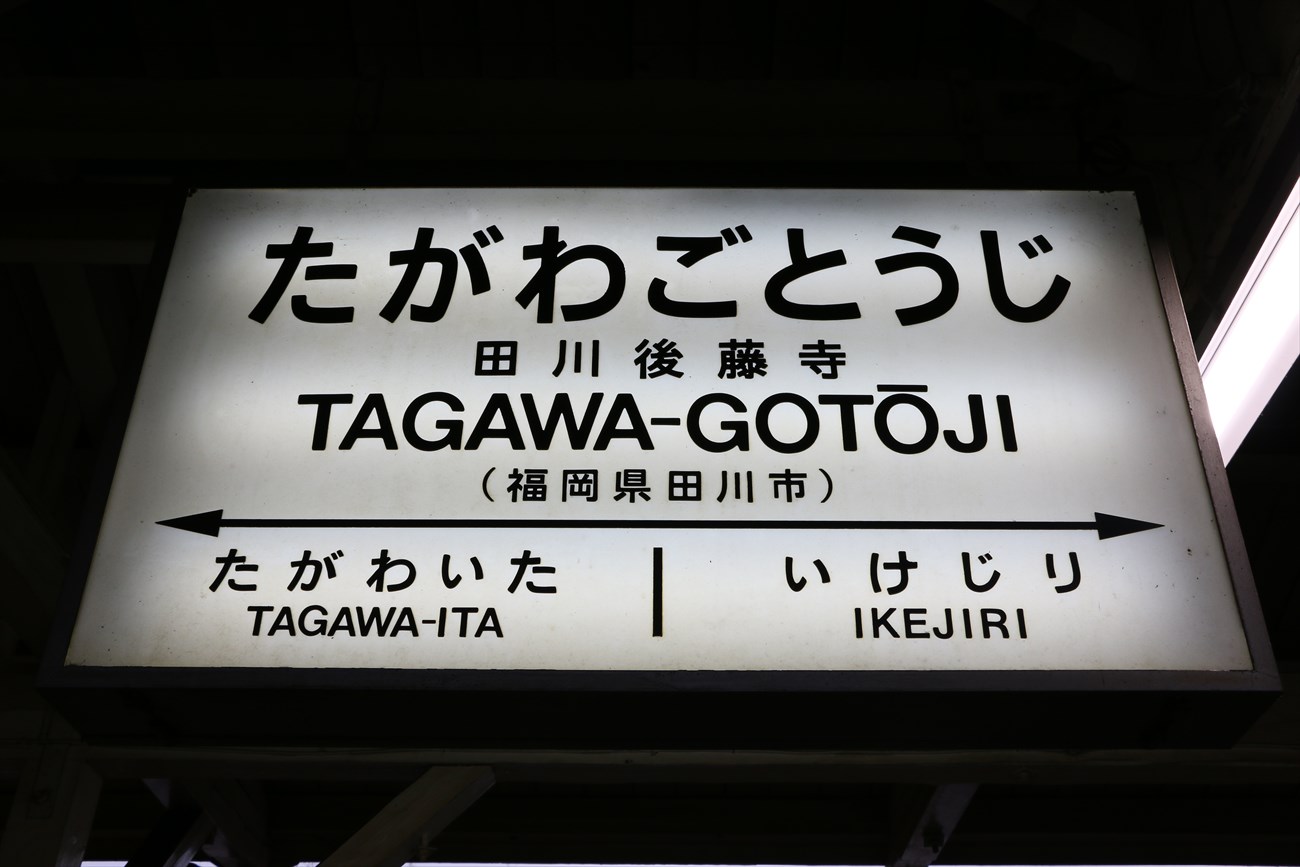 たがわごとうじ
田川後藤寺
TAGAWA-GOTŌJI
（福岡県田川市）
たがわいた いけじり
TAGAWA-ITA IKEJIRI